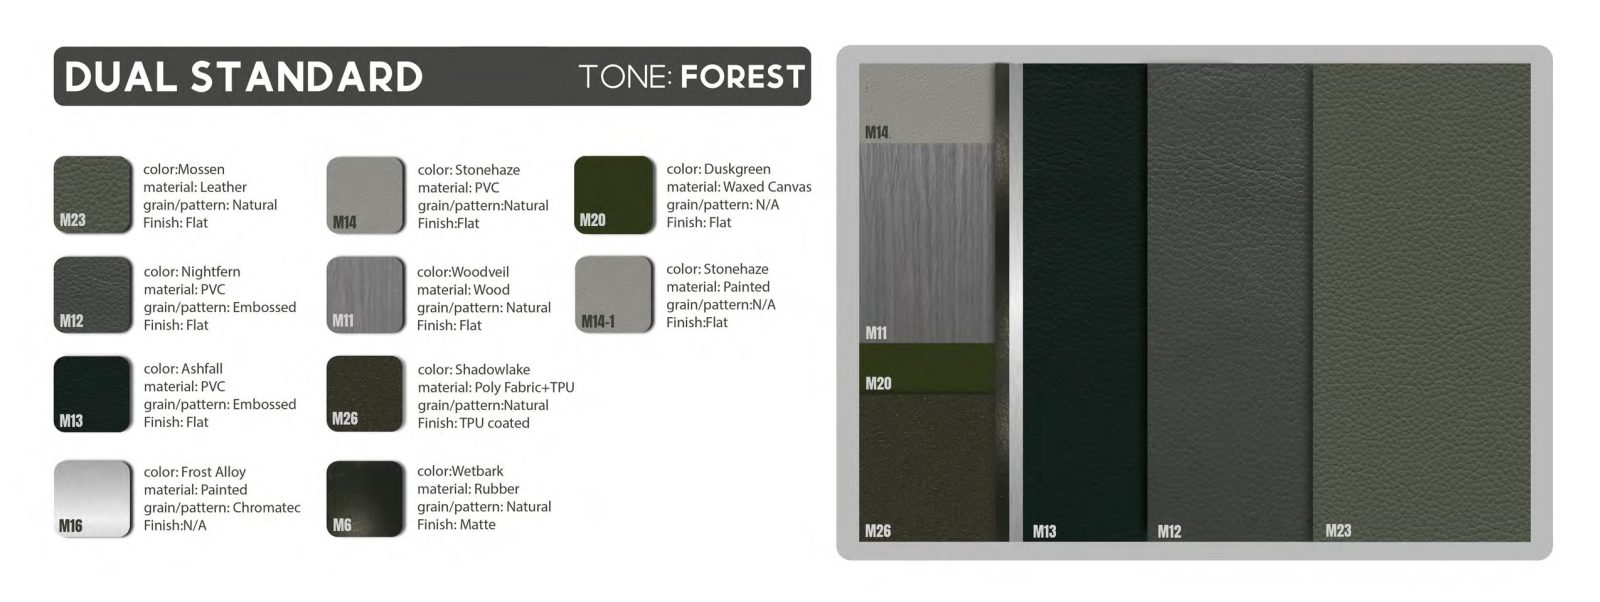 DUAL STANDARD
TONE: FOREST
M23
color:Mossen
material: Leather
grain/pattern: Natural
Finish: Flat
M12
color: Nightfern
material: PVC
grain/pattern: Embossed
Finish: Flat
M13
color: Ashfall
material: PVC
grain/pattern: Embossed
Finish: Flat
M16
color: Frost Alloy
material: Painted
grain/pattern: Chromatec
Finish:N/A
M14
color: Stonehaze
material: PVC
grain/pattern:Natural
Finish:Flat
M11
color:Woodveil
material: Wood
grain/pattern: Natural
Finish: Flat
M26
color: Shadowlake
material: Poly Fabric+TPU
grain/pattern:Natural
Finish: TPU coated
M6
color:Wetbark
material: Rubber
grain/pattern: Natural
Finish: Matte
M20
color: Duskgreen
material: Waxed Canvas
grain/pattern: N/A
Finish: Flat
M14-1
color: Stonehaze
material: Painted
grain/pattern:N/A
Finish:Flat
M14
M11
M20
M26
M13
M12
M23